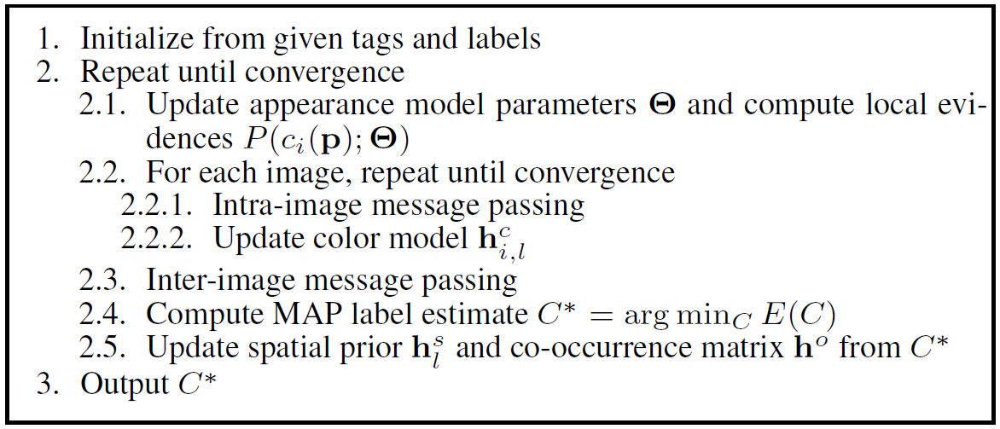 1. Initialize from given tags and labels
2. Repeat until convergence
2.1. Update appearance model parameters Θ and compute local evi-
dences P(c_i(p); Θ)
2.2. For each image, repeat until convergence
2.2.1. Intra-image message passing
2.2.2. Update color model h^c_{i,l}
2.3. Inter-image message passing
2.4. Compute MAP label estimate C* = arg min_C E(C)
2.5. Update spatial prior h^s_l and co-occurrence matrix h^o from C*
3. Output C*